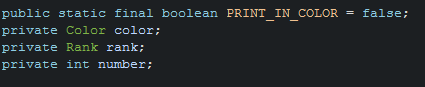 public static final boolean PRINT_IN_COLOR = false;
private Color color;
private Rank rank;
private int number;